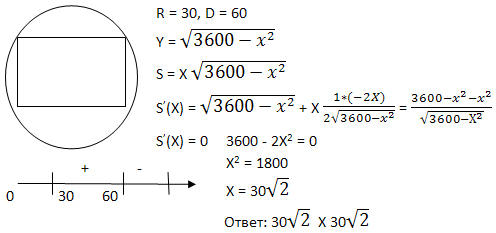 R = 30, D = 60
Y = √(3600 − x²)
S = X √(3600 − x²)
S'(X) = √(3600 − x²) + X (1*(−2X))/(2√(3600−x²)) = (3600−x²−x²)/√(3600−X²)
S'(X) = 0 3600 - 2X² = 0
X² = 1800
+ -
0 30 60
X = 30√2
Ответ: 30√2 X 30√2